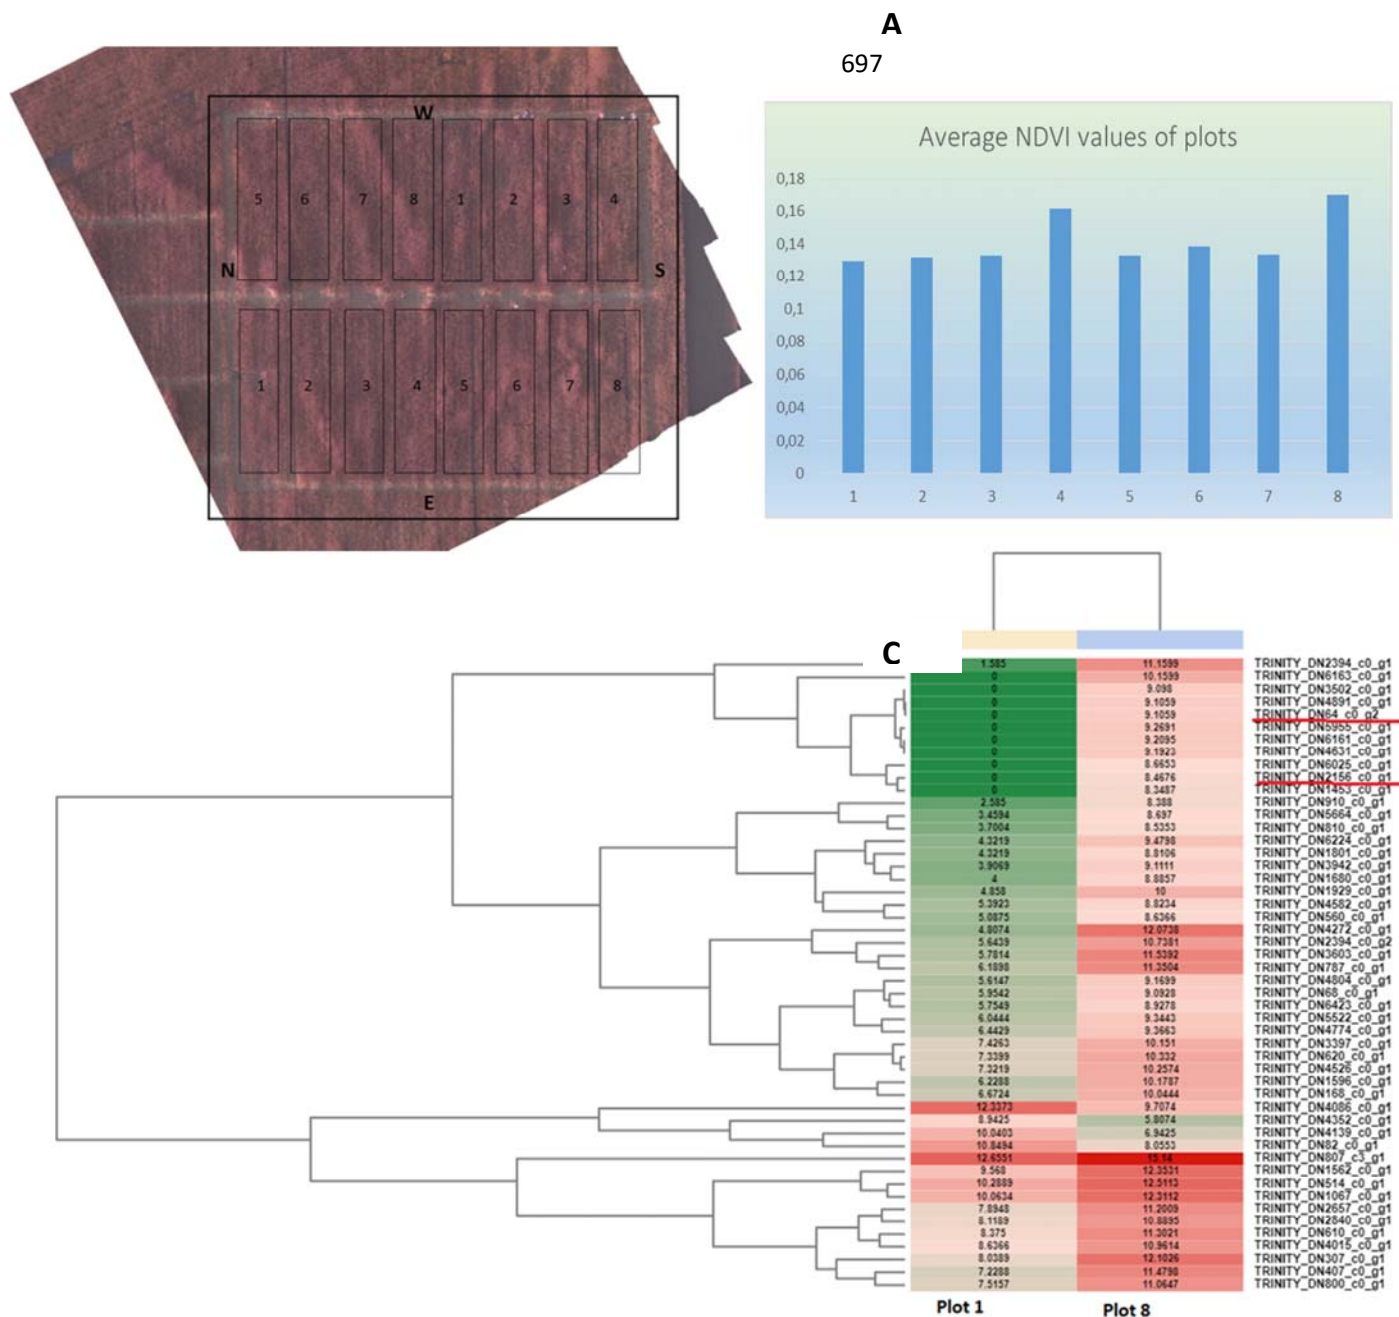 A
697
W
5 6 7 8 1 2 3 4
N
S
1 2 3 4 5 6 7 8
E
Average NDVI values of plots
0,18
0,16
0,14
0,12
0,1
0,08
0,06
0,04
0,02
0
1 2 3 4 5 6 7 8
C
1.585 11.1599 TRINITY_DN2394_c0_g1
0 10.1599 TRINITY_DN6163_c0_g1
0 9.098 TRINITY_DN3502_c0_g1
0 9.1059 TRINITY_DN4891_c0_g1
0 9.1059 TRINITY_DN64_c0_g2
0 9.2691 TRINITY_DN5955_c0_g1
0 9.2095 TRINITY_DN6161_c0_g1
0 9.1923 TRINITY_DN4631_c0_g1
0 8.6653 TRINITY_DN6025_c0_g1
0 8.4676 TRINITY_DN2156_c0_g1
0 8.3487 TRINITY_DN1453_c0_g1
2.585 8.388 TRINITY_DN910_c0_g1
3.4594 8.697 TRINITY_DN5664_c0_g1
3.7004 8.5353 TRINITY_DN810_c0_g1
4.3219 9.4798 TRINITY_DN6224_c0_g1
4.3219 8.8106 TRINITY_DN1801_c0_g1
3.9069 9.1111 TRINITY_DN3942_c0_g1
4 8.8857 TRINITY_DN1680_c0_g1
4.858 10 TRINITY_DN1929_c0_g1
5.3923 8.8234 TRINITY_DN4582_c0_g1
5.0875 8.6366 TRINITY_DN560_c0_g1
4.8074 12.0738 TRINITY_DN4272_c0_g1
5.6439 10.7381 TRINITY_DN2394_c0_g2
5.7814 11.5392 TRINITY_DN3603_c0_g1
6.1898 11.3504 TRINITY_DN787_c0_g1
5.6147 9.1699 TRINITY_DN4804_c0_g1
5.9542 9.0928 TRINITY_DN68_c0_g1
5.7549 8.9278 TRINITY_DN6423_c0_g1
6.0444 9.3443 TRINITY_DN5522_c0_g1
6.4429 9.3663 TRINITY_DN4774_c0_g1
7.4263 10.151 TRINITY_DN3397_c0_g1
7.3399 10.332 TRINITY_DN620_c0_g1
7.3219 10.2574 TRINITY_DN4526_c0_g1
6.2288 10.1787 TRINITY_DN1596_c0_g1
6.6724 10.0444 TRINITY_DN168_c0_g1
12.3373 9.7074 TRINITY_DN4086_c0_g1
8.9425 5.8074 TRINITY_DN4352_c0_g1
10.0403 6.9425 TRINITY_DN4139_c0_g1
10.8494 8.0553 TRINITY_DN82_c0_g1
12.6551 15.14 TRINITY_DN807_c3_g1
9.568 12.3531 TRINITY_DN1562_c0_g1
10.2889 12.5113 TRINITY_DN514_c0_g1
10.0634 12.3112 TRINITY_DN1067_c0_g1
7.8948 11.2009 TRINITY_DN2657_c0_g1
8.1189 10.8895 TRINITY_DN2840_c0_g1
8.375 11.3021 TRINITY_DN610_c0_g1
8.6366 10.9614 TRINITY_DN4015_c0_g1
8.0389 12.1026 TRINITY_DN307_c0_g1
7.2288 11.4798 TRINITY_DN407_c0_g1
7.5157 11.0647 TRINITY_DN800_c0_g1
Plot 1 Plot 8